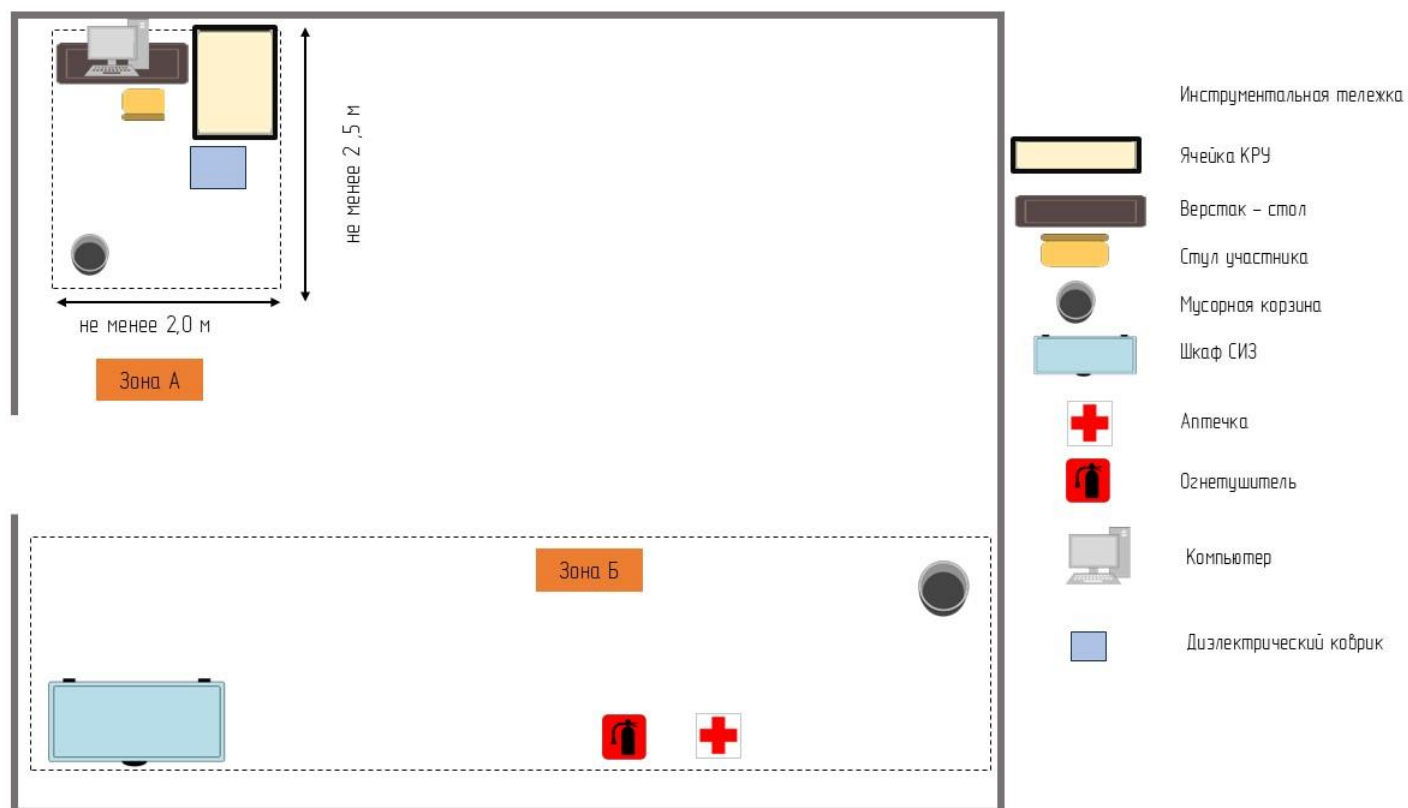 не менее 2 ,5 м
не менее 2,0 м
Зона А
Зона Б
Инструментальная тележка
Ячейка КРУ
Верстак – стол
Стул участника
Мусорная корзина
Шкаф СИЗ
Аптечка
Огнетушитель
Компьютер
Диэлектрический коврик